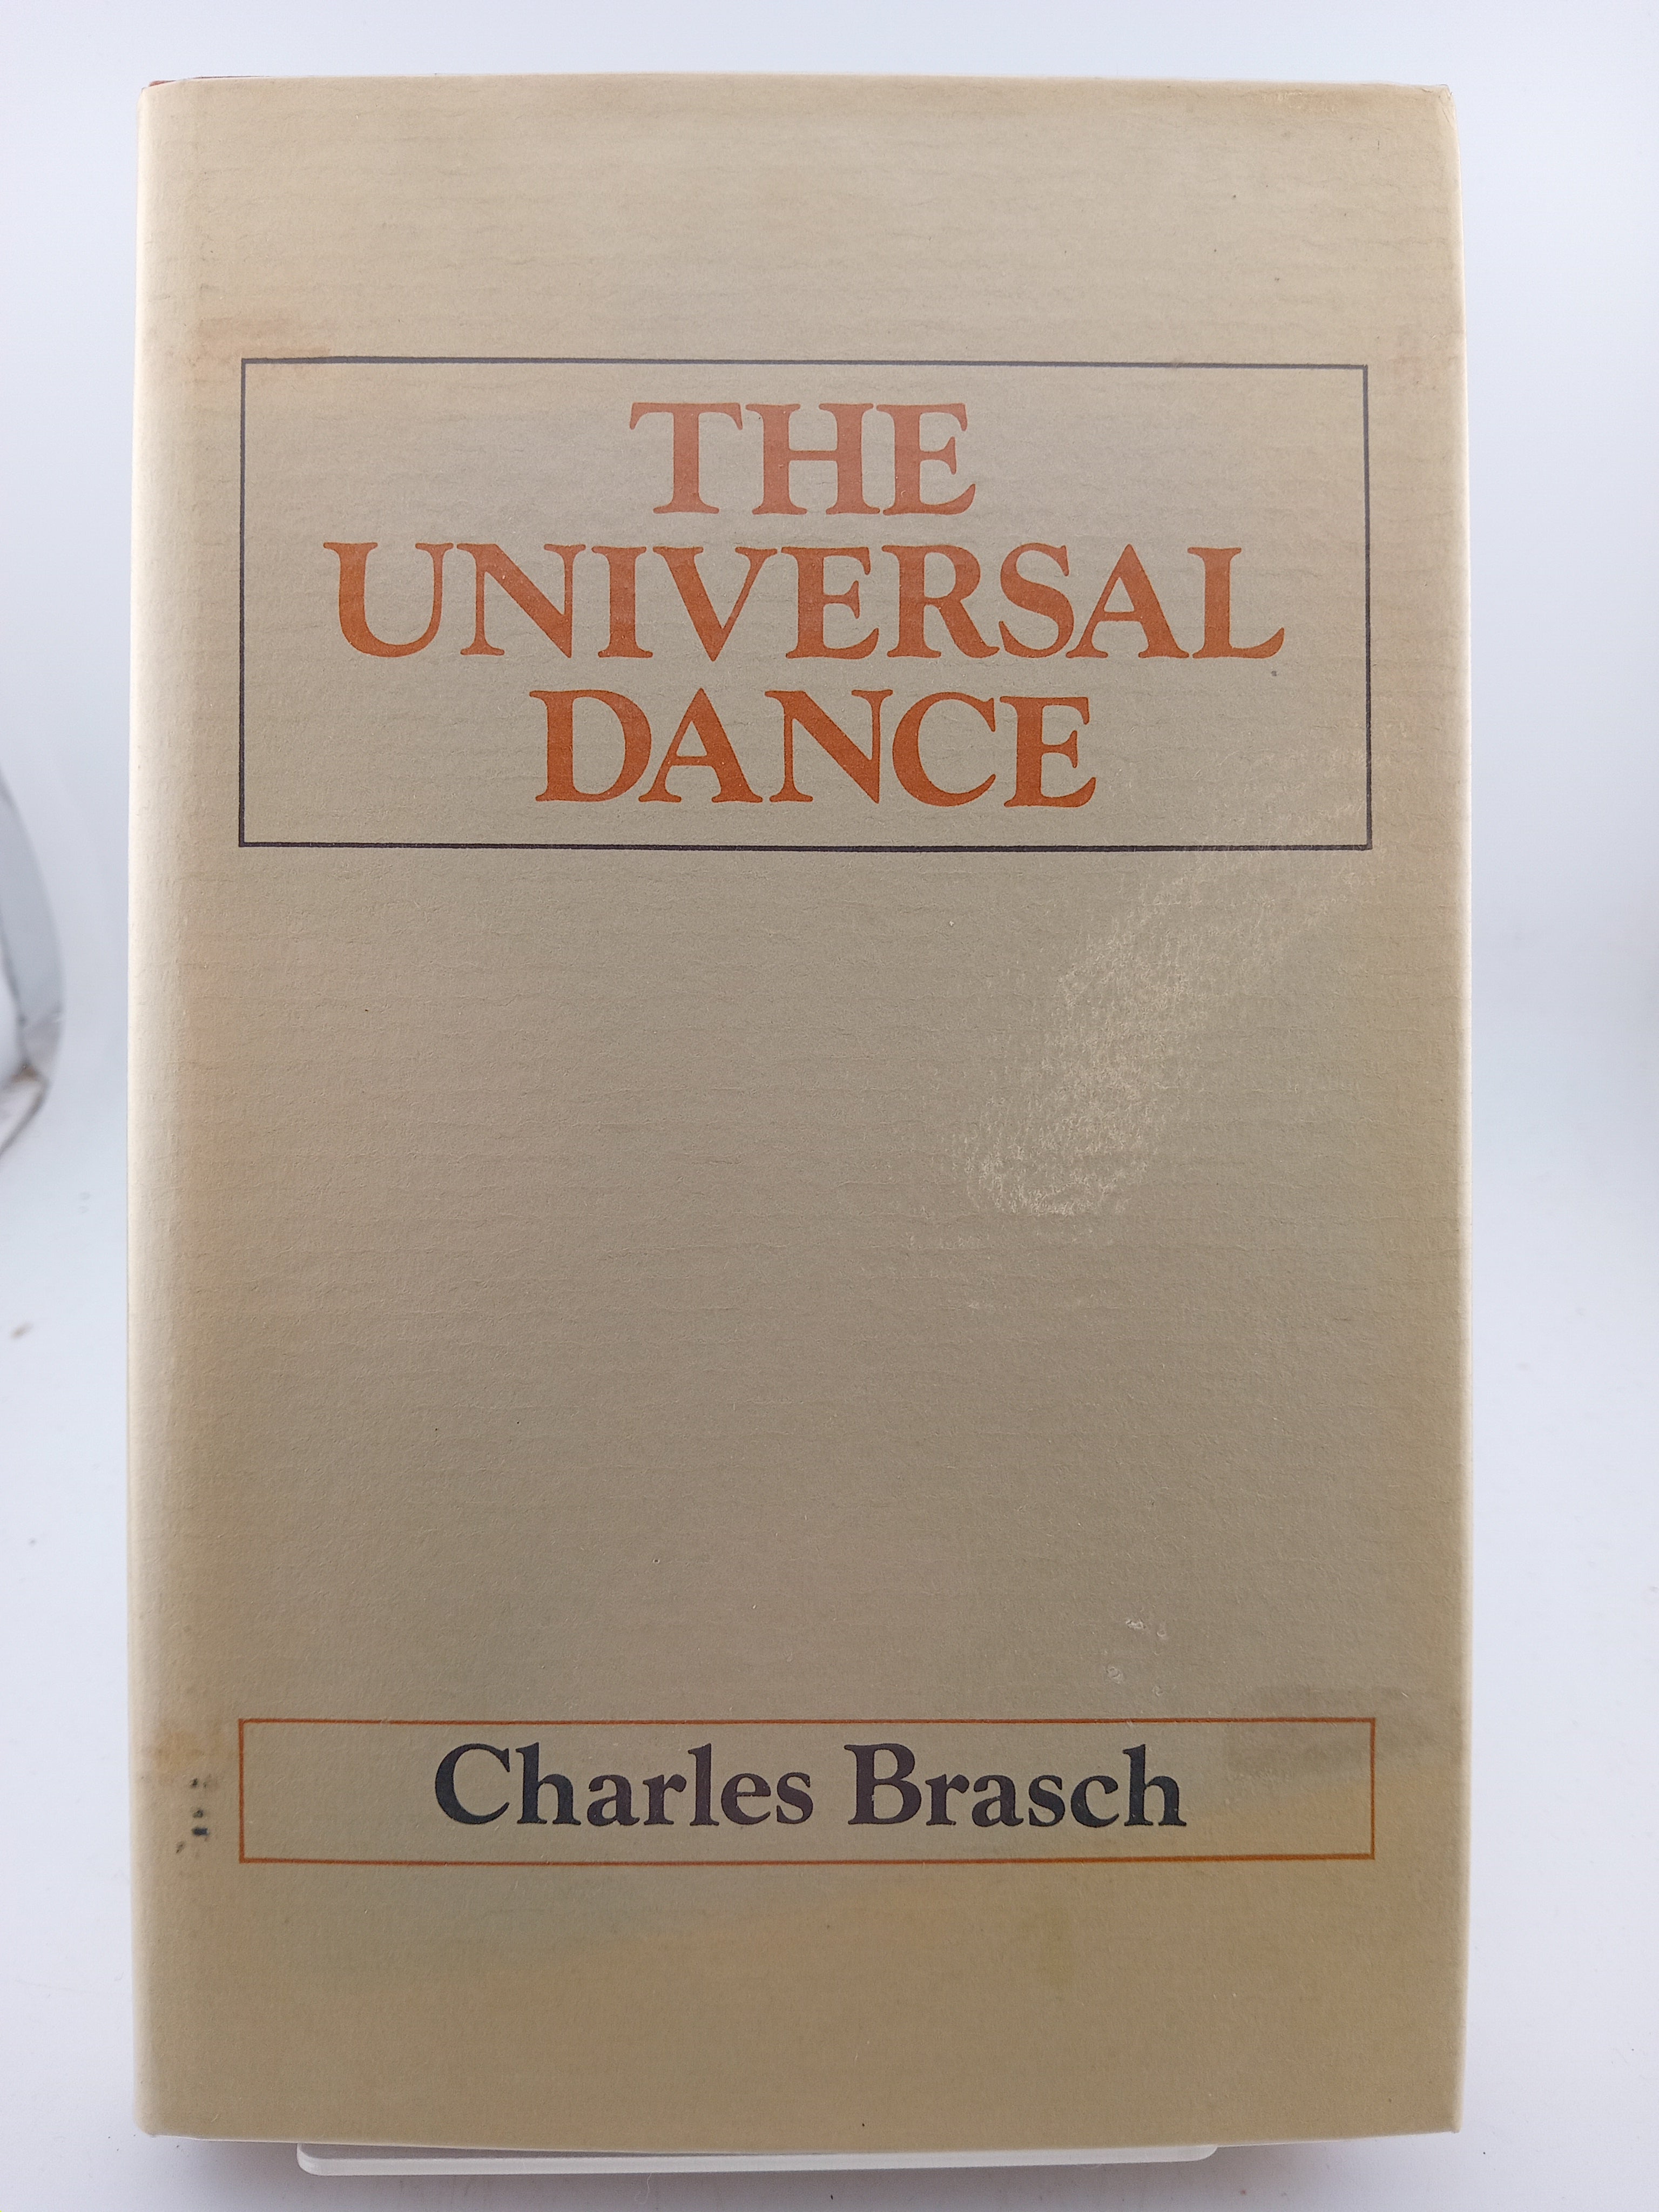 THE
UNIVERSAL
DANCE
Charles Brasch